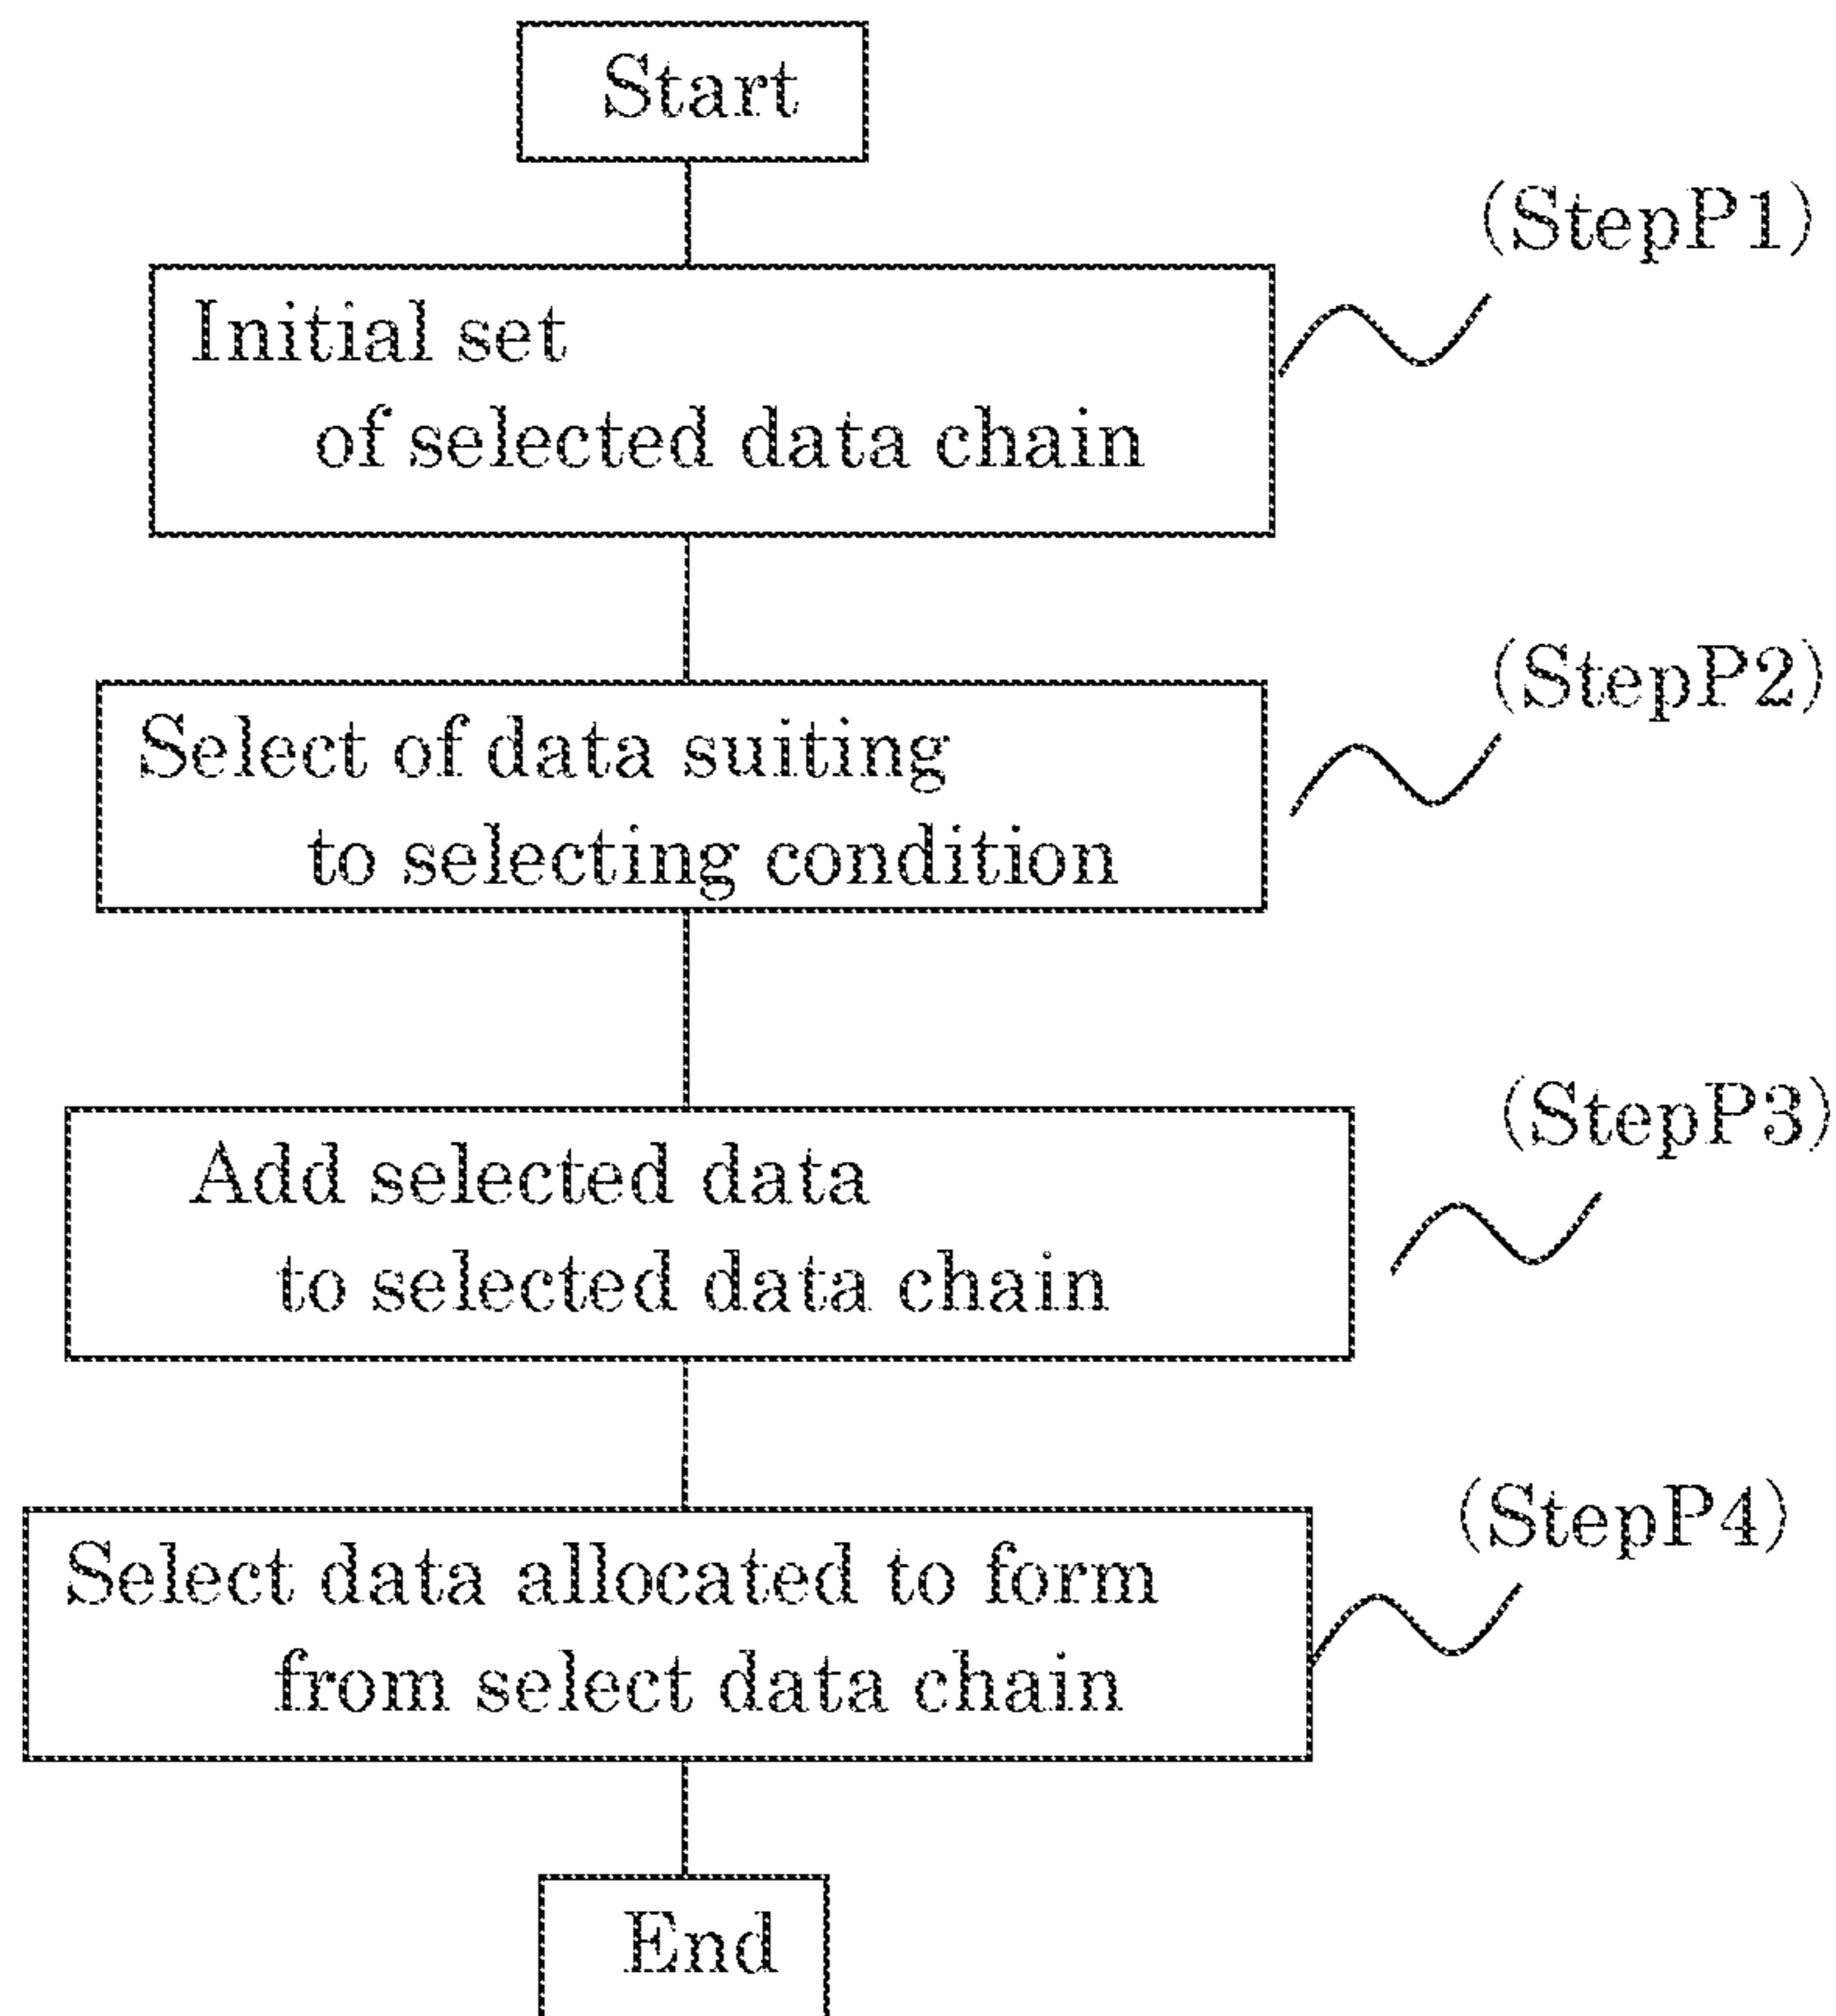 Start
(StepP1)
Initial set
of selected data chain
(StepP2)
Select of data suiting
to selecting condition
(StepP3)
Add selected data
to selected data chain
(StepP4)
Select data allocated to form
from select data chain
End